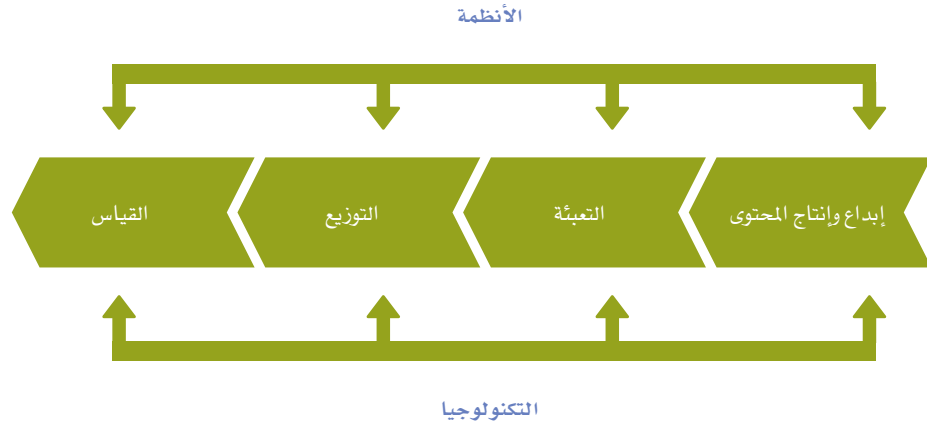 الأنظمة
إبداع وإنتاج المحتوى
التعبئة
التوزيع
القياس
التكنولوجيا